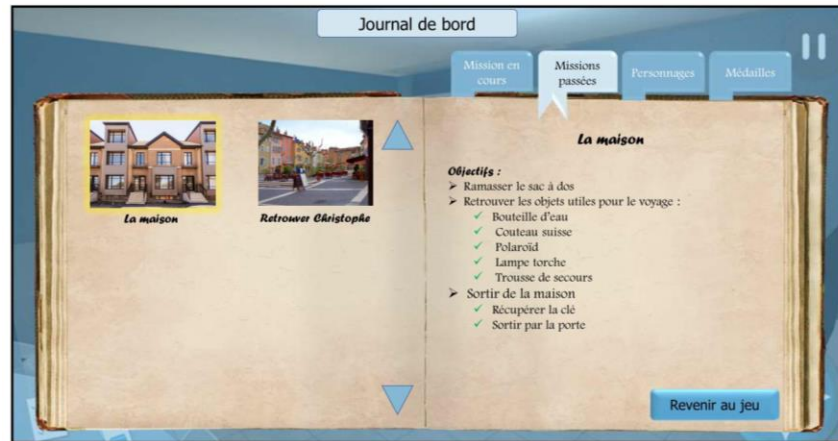 Journal de bord
Mission en
cours
Missions
passées
Personnages
Médailles
La maison
Retrouver Christophe
La maison
Objectifs :
➢ Ramasser le sac à dos
➢ Retrouver les objets utiles pour le voyage :
✓ Bouteille d'eau
✓ Couteau suisse
✓ Polaroïd
✓ Lampe torche
✓ Trousse de secours
➢ Sortir de la maison
✓ Récupérer la clé
✓ Sortir par la porte
Revenir au jeu